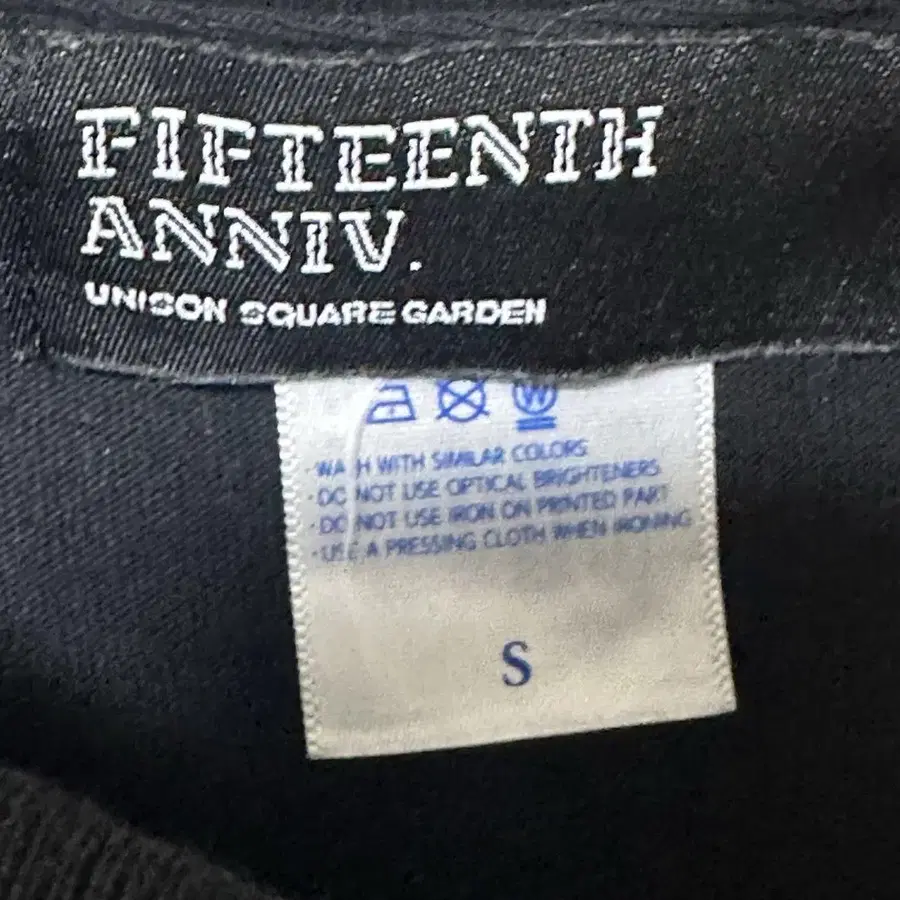 FIFTEENTH
ANNIV.
UNISON SQUARE GARDEN
W
· WA H WITH SIMILAR COLORS
· DO NOT USE OPTICAL BRIGHTENERS
· DO NOT USE IRON ON PRINTED PART
· USE A PRESSING CLOTH WHEN IRONING
S